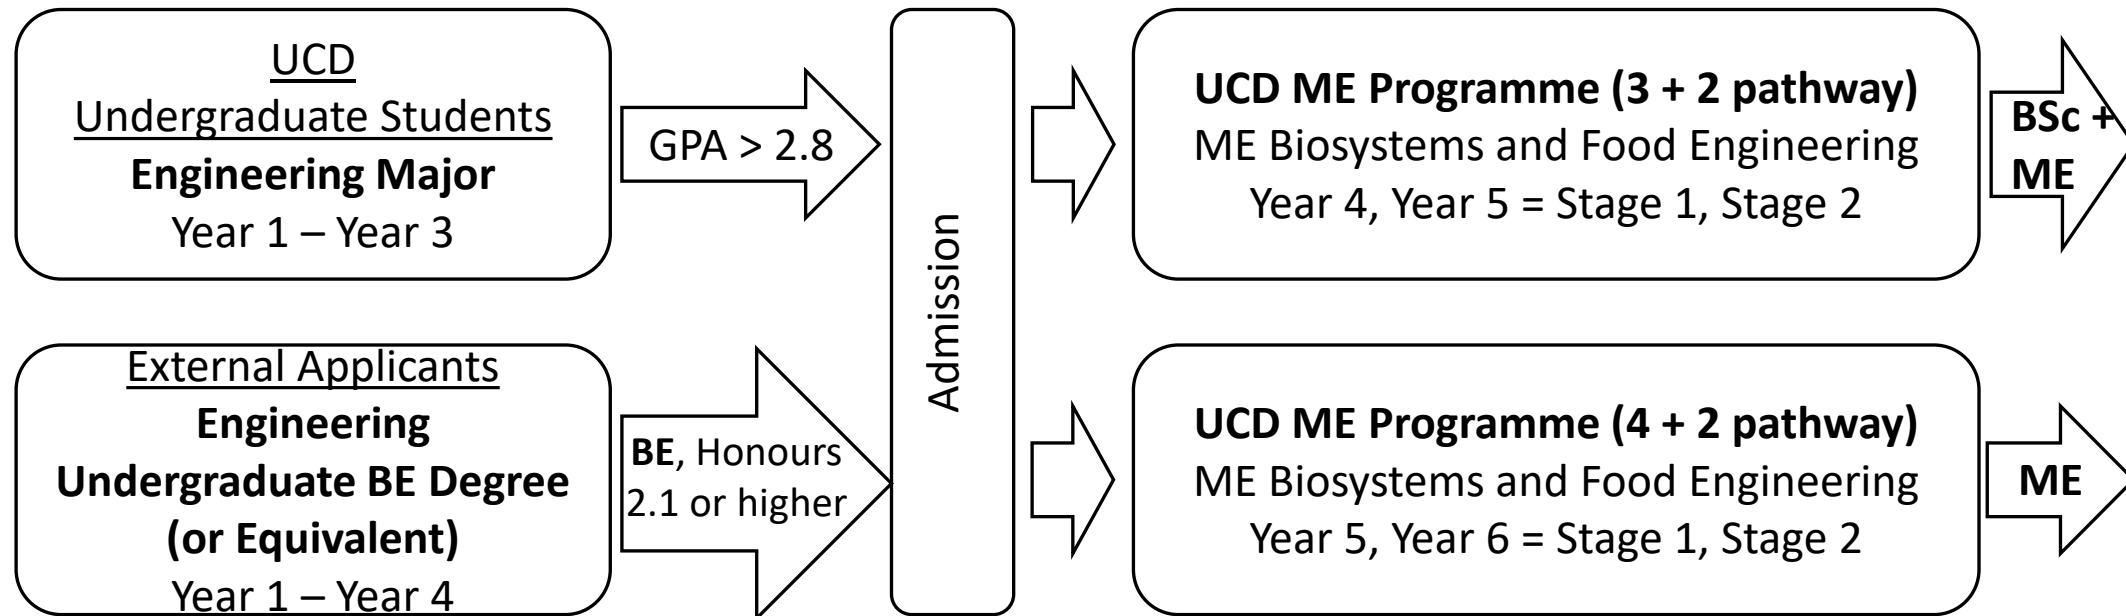 UCD
Undergraduate Students
Engineering Major
Year 1 – Year 3
GPA > 2.8
Admission
UCD ME Programme (3 + 2 pathway)
ME Biosystems and Food Engineering
Year 4, Year 5 = Stage 1, Stage 2
BSc +
ME
External Applicants
Engineering
Undergraduate BE Degree
(or Equivalent)
Year 1 – Year 4
BE, Honours
2.1 or higher
UCD ME Programme (4 + 2 pathway)
ME Biosystems and Food Engineering
Year 5, Year 6 = Stage 1, Stage 2
ME